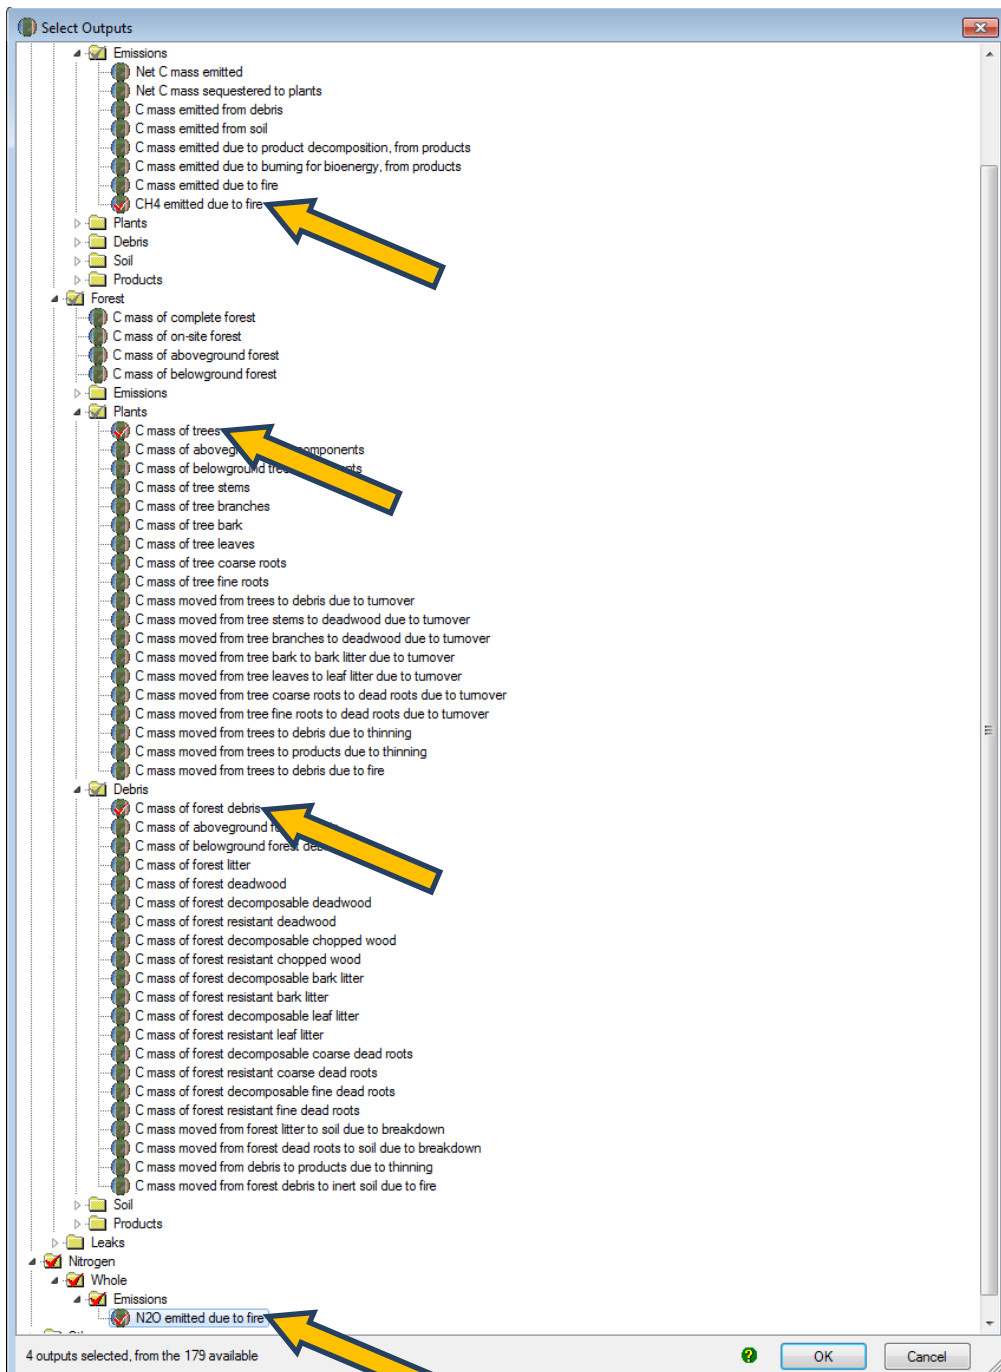 Select Outputs
Emissions
Net C mass emitted
Net C mass sequestered to plants
C mass emitted from debris
C mass emitted from soil
C mass emitted due to product decomposition, from products
C mass emitted due to burning for bioenergy, from products
C mass emitted due to fire
CH4 emitted due to fire
Plants
Debris
Soil
Products
Forest
C mass of complete forest
C mass of on-site forest
C mass of aboveground forest
C mass of belowground forest
Emissions
Plants
C mass of trees
C mass of components
C mass of belowground
C mass of tree stems
C mass of tree branches
C mass of tree bark
C mass of tree leaves
C mass of tree coarse roots
C mass of tree fine roots
C mass moved from trees to debris due to turnover
C mass moved from tree stems to deadwood due to turnover
C mass moved from tree branches to deadwood due to turnover
C mass moved from tree bark to bark litter due to turnover
C mass moved from tree leaves to leaf litter due to turnover
C mass moved from tree coarse roots to dead roots due to turnover
C mass moved from tree fine roots to dead roots due to turnover
C mass moved from trees to debris due to thinning
C mass moved from trees to products due to thinning
C mass moved from trees to debris due to fire
Debris
C mass of forest debris
C mass of aboveground
C mass of belowground forest
C mass of forest litter
C mass of forest deadwood
C mass of forest decomposable deadwood
C mass of forest resistant deadwood
C mass of forest decomposable chopped wood
C mass of forest resistant chopped wood
C mass of forest decomposable bark litter
C mass of forest resistant bark litter
C mass of forest decomposable leaf litter
C mass of forest resistant leaf litter
C mass of forest decomposable coarse dead roots
C mass of forest resistant coarse dead roots
C mass of forest decomposable fine dead roots
C mass of forest resistant fine dead roots
C mass moved from forest litter to soil due to breakdown
C mass moved from forest dead roots to soil due to breakdown
C mass moved from debris to products due to thinning
C mass moved from forest debris to inert soil due to fire
Soil
Products
Leaks
Nitrogen
Whole
Emissions
N2O emitted due to fire
4 outputs selected, from the 179 available
?
OK
Cancel